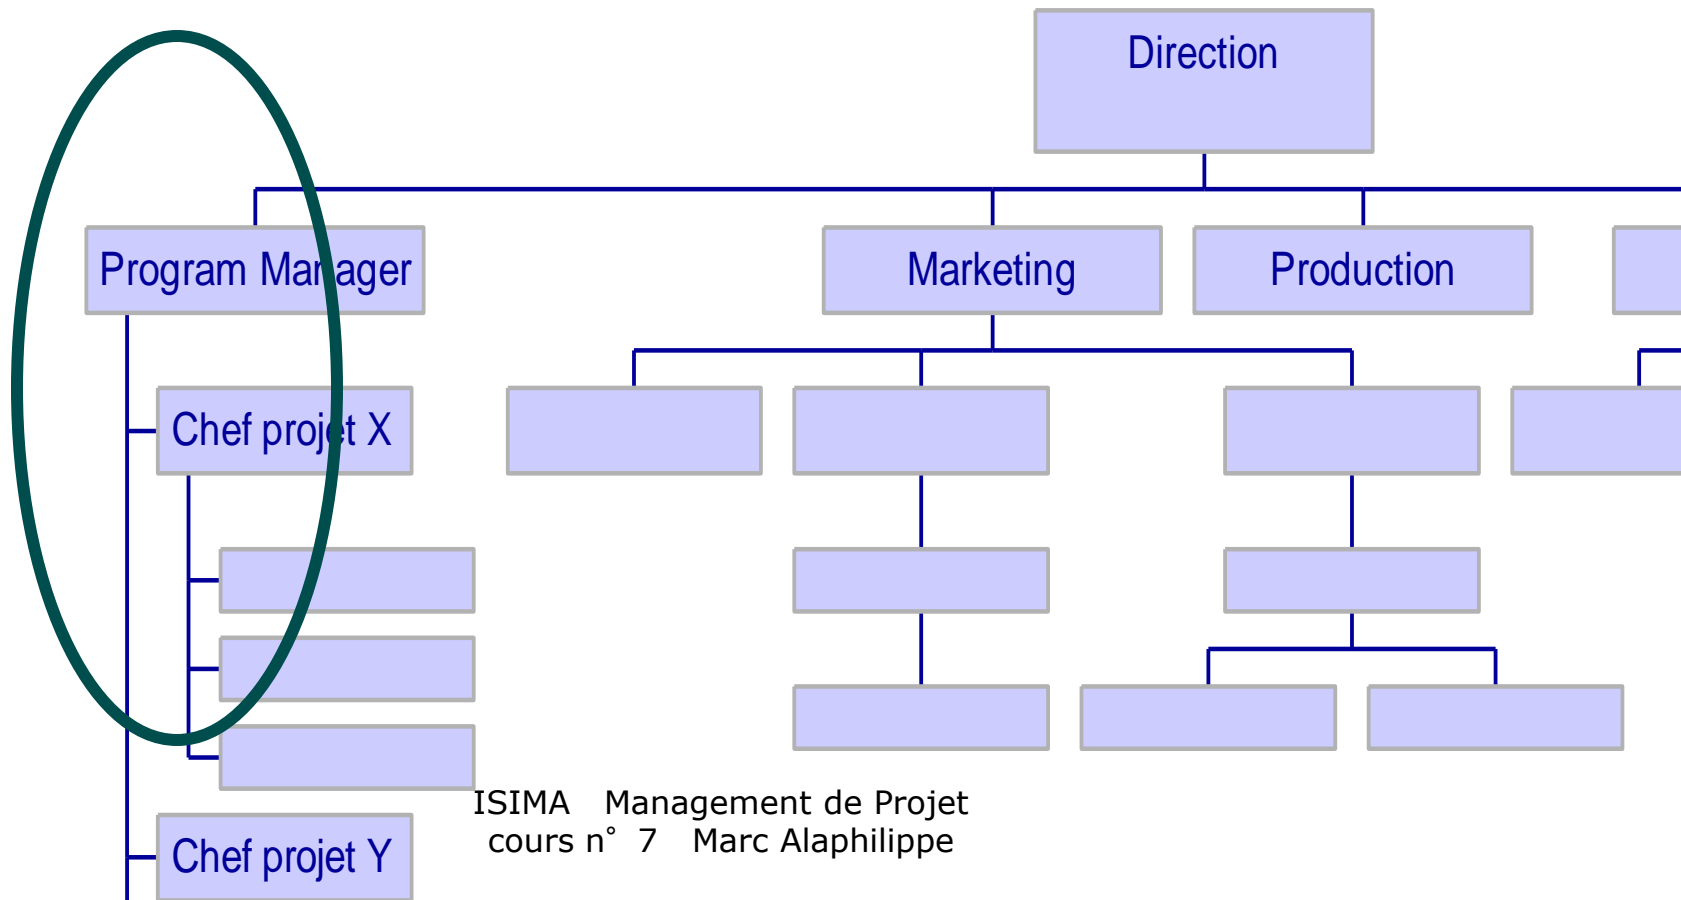 Direction
Program Manager
Marketing
Production
Chef projet X
ISIMA Management de Projet
cours n° 7 Marc Alaphilippe
Chef projet Y